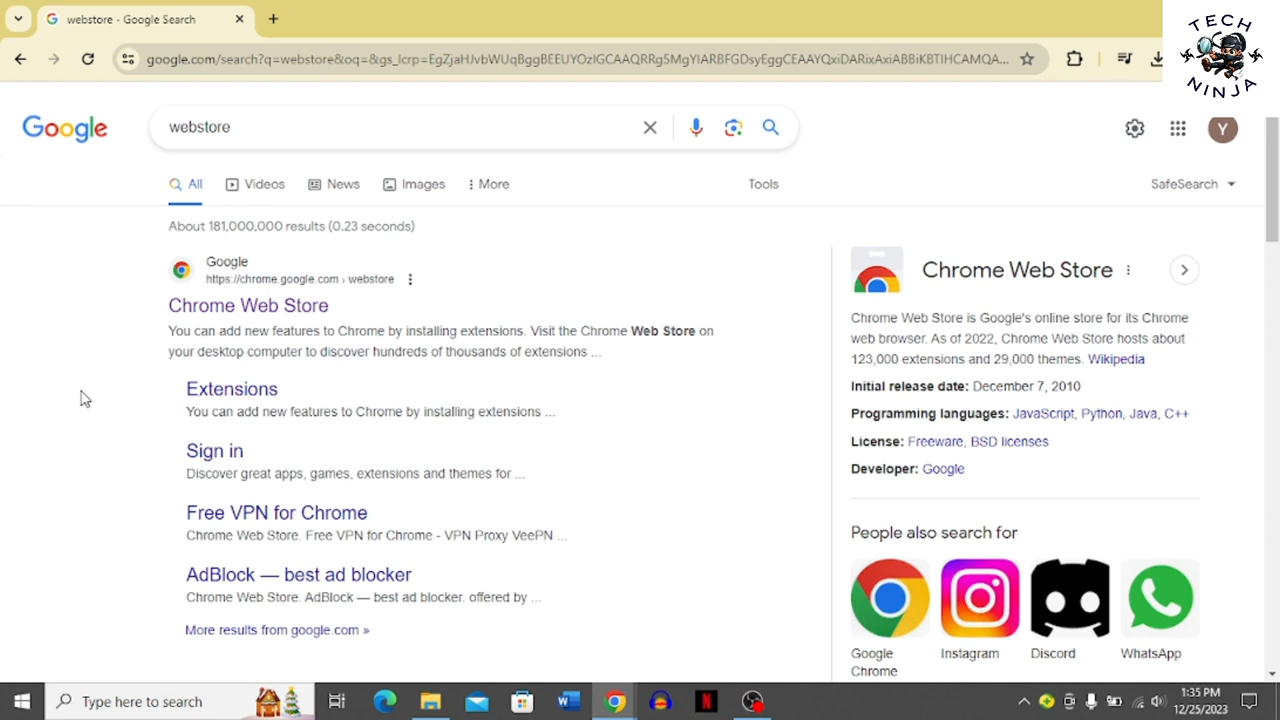 webstore - Google Search
TECH
NINJA
google.com/search?q=webstore&oq=&gs_lcrp=EgZjaHJvbWUqBggBEEUYOzIGCAAQRRg5MgYIARBFGDsyEggCEAAYQxiDARixAxiABBiKBTIHCAMQA...
Google
webstore
Y
All
Videos
News
Images
More
Tools
SafeSearch
About 181,000,000 results (0.23 seconds)
Google
https://chrome.google.com › webstore
Chrome Web Store
You can add new features to Chrome by installing extensions. Visit the Chrome Web Store on
your desktop computer to discover hundreds of thousands of extensions ...
Extensions
You can add new features to Chrome by installing extensions ...
Sign in
Discover great apps, games, extensions and themes for ...
Free VPN for Chrome
Chrome Web Store. Free VPN for Chrome - VPN Proxy VeePN ...
AdBlock — best ad blocker
Chrome Web Store. AdBlock — best ad blocker. offered by ...
More results from google.com »
Chrome Web Store
Chrome Web Store is Google's online store for its Chrome
web browser. As of 2022, Chrome Web Store hosts about
123,000 extensions and 29,000 themes. Wikipedia
Initial release date: December 7, 2010
Programming languages: JavaScript, Python, Java, C++
License: Freeware, BSD licenses
Developer: Google
People also search for
Google
Chrome
Instagram
Discord
WhatsApp
Type here to search
1:35 PM
12/25/2023